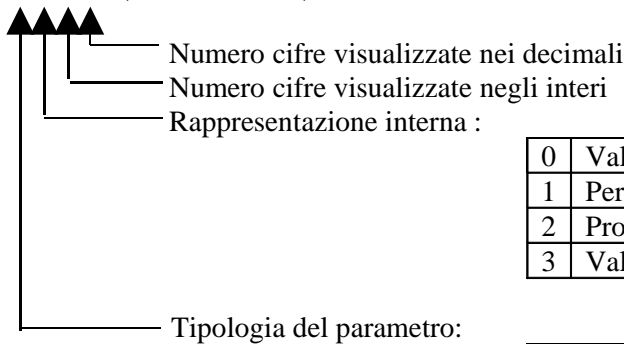 Numero cifre visualizzate nei decimali
Numero cifre visualizzate negli interi
Rappresentazione interna :
0
1
2
3
Tipologia del parametro: